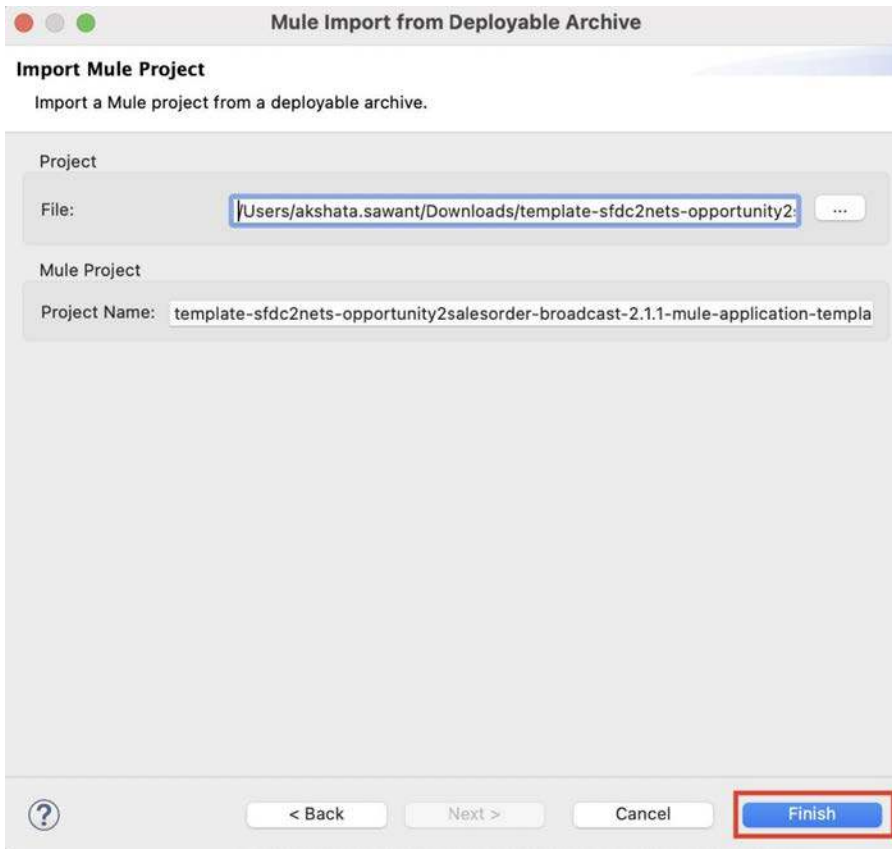 Mule Import from Deployable Archive
Import Mule Project
Import a Mule project from a deployable archive.
Project
File: /Users/akshata.sawant/Downloads/template-sfdc2nets-opportunity2 ...
Mule Project
Project Name: template-sfdc2nets-opportunity2salesorder-broadcast-2.1.1-mule-application-templa
? < Back Next > Cancel Finish